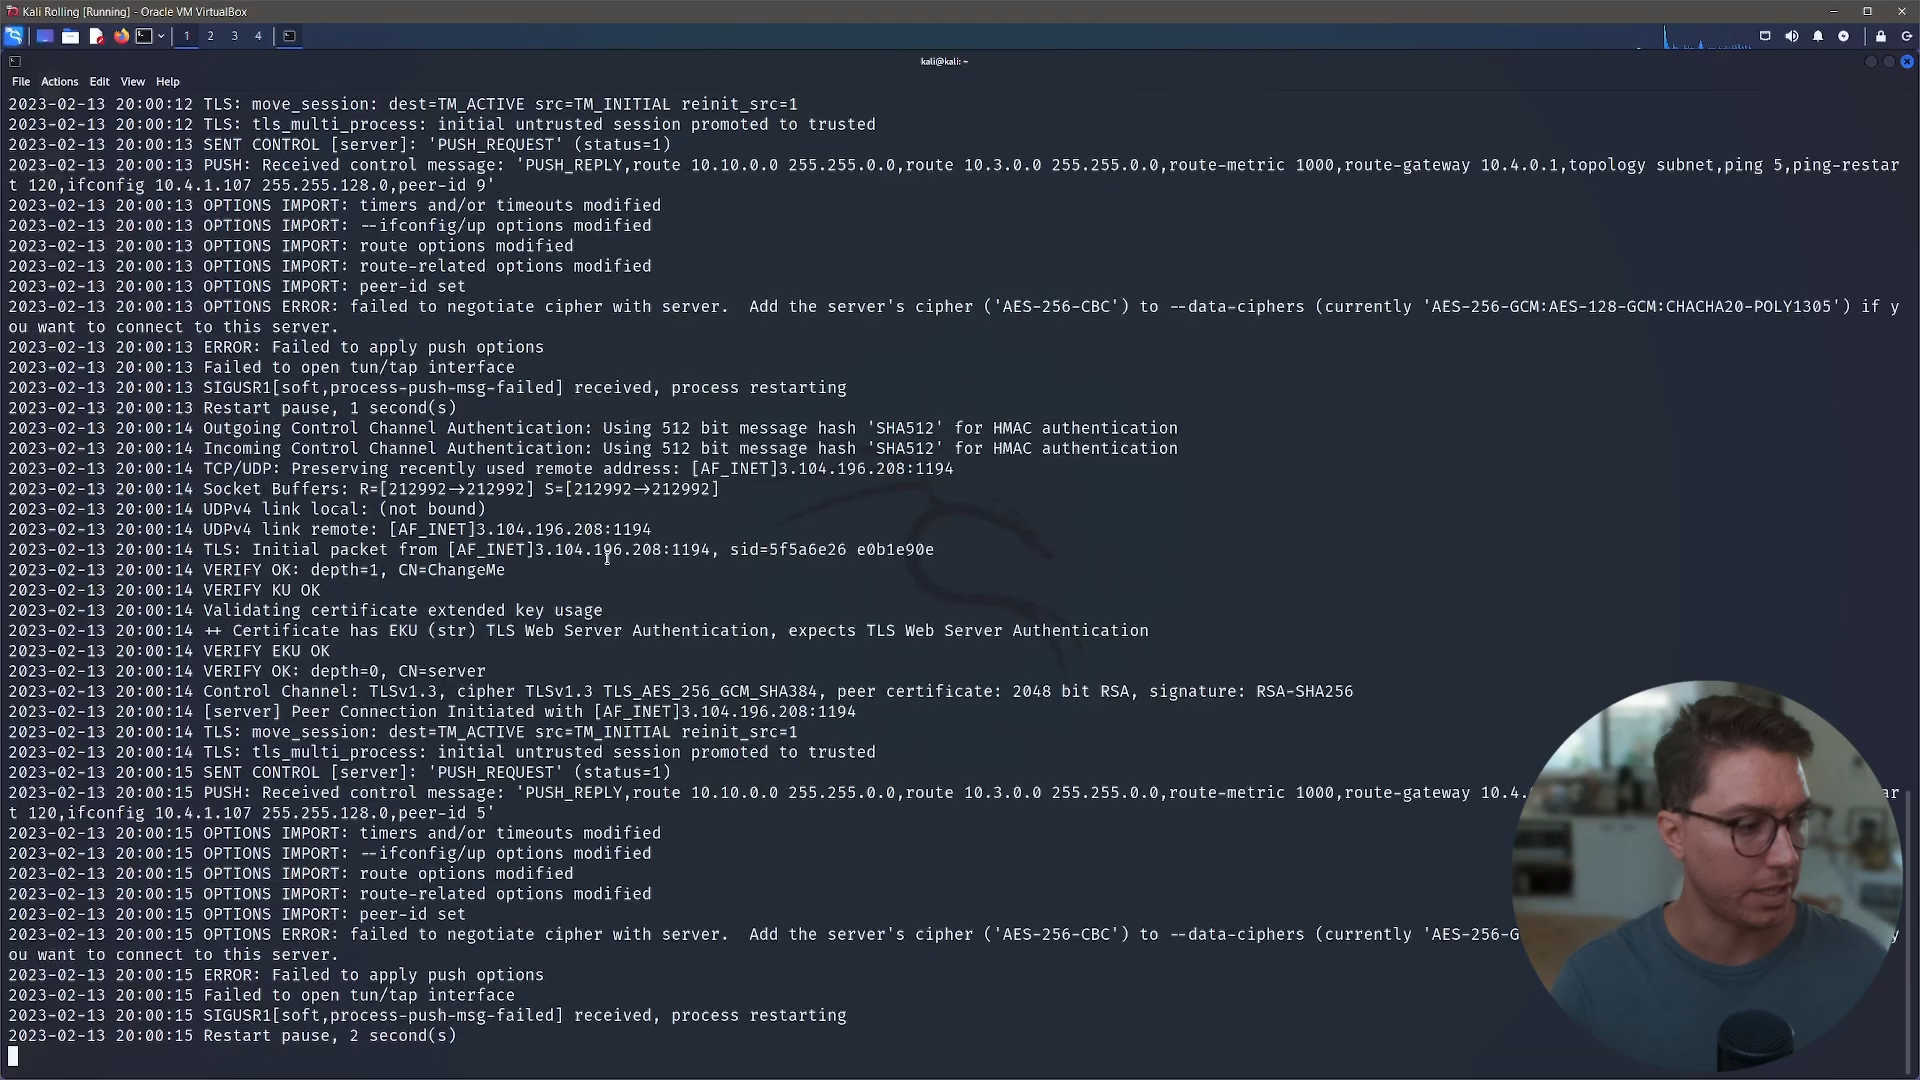 Kali Rolling [Running] - Oracle VM VirtualBox
1 2 3 4
kali@kali: ~
File Actions Edit View Help
2023-02-13 20:00:12 TLS: move_session: dest=TM_ACTIVE src=TM_INITIAL reinit_src=1
2023-02-13 20:00:12 TLS: tls_multi_process: initial untrusted session promoted to trusted
2023-02-13 20:00:13 SENT CONTROL [server]: 'PUSH_REQUEST' (status=1)
2023-02-13 20:00:13 PUSH: Received control message: 'PUSH_REPLY,route 10.10.0.0 255.255.0.0,route 10.3.0.0 255.255.0.0,route-metric 1000,route-gateway 10.4.0.1,topology subnet,ping 5,ping-restar
t 120,ifconfig 10.4.1.107 255.255.128.0,peer-id 9'
2023-02-13 20:00:13 OPTIONS IMPORT: timers and/or timeouts modified
2023-02-13 20:00:13 OPTIONS IMPORT: --ifconfig/up options modified
2023-02-13 20:00:13 OPTIONS IMPORT: route options modified
2023-02-13 20:00:13 OPTIONS IMPORT: route-related options modified
2023-02-13 20:00:13 OPTIONS IMPORT: peer-id set
2023-02-13 20:00:13 OPTIONS ERROR: failed to negotiate cipher with server.  Add the server's cipher ('AES-256-CBC') to --data-ciphers (currently 'AES-256-GCM:AES-128-GCM:CHACHA20-POLY1305') if y
ou want to connect to this server.
2023-02-13 20:00:13 ERROR: Failed to apply push options
2023-02-13 20:00:13 Failed to open tun/tap interface
2023-02-13 20:00:13 SIGUSR1[soft,process-push-msg-failed] received, process restarting
2023-02-13 20:00:13 Restart pause, 1 second(s)
2023-02-13 20:00:14 Outgoing Control Channel Authentication: Using 512 bit message hash 'SHA512' for HMAC authentication
2023-02-13 20:00:14 Incoming Control Channel Authentication: Using 512 bit message hash 'SHA512' for HMAC authentication
2023-02-13 20:00:14 TCP/UDP: Preserving recently used remote address: [AF_INET]3.104.196.208:1194
2023-02-13 20:00:14 Socket Buffers: R=[212992->212992] S=[212992->212992]
2023-02-13 20:00:14 UDPv4 link local: (not bound)
2023-02-13 20:00:14 UDPv4 link remote: [AF_INET]3.104.196.208:1194
2023-02-13 20:00:14 TLS: Initial packet from [AF_INET]3.104.196.208:1194, sid=5f5a6e26 e0b1e90e
2023-02-13 20:00:14 VERIFY OK: depth=1, CN=ChangeMe
2023-02-13 20:00:14 VERIFY KU OK
2023-02-13 20:00:14 Validating certificate extended key usage
2023-02-13 20:00:14 ++ Certificate has EKU (str) TLS Web Server Authentication, expects TLS Web Server Authentication
2023-02-13 20:00:14 VERIFY EKU OK
2023-02-13 20:00:14 VERIFY OK: depth=0, CN=server
2023-02-13 20:00:14 Control Channel: TLSv1.3, cipher TLSv1.3 TLS_AES_256_GCM_SHA384, peer certificate: 2048 bit RSA, signature: RSA-SHA256
2023-02-13 20:00:14 [server] Peer Connection Initiated with [AF_INET]3.104.196.208:1194
2023-02-13 20:00:14 TLS: move_session: dest=TM_ACTIVE src=TM_INITIAL reinit_src=1
2023-02-13 20:00:14 TLS: tls_multi_process: initial untrusted session promoted to trusted
2023-02-13 20:00:15 SENT CONTROL [server]: 'PUSH_REQUEST' (status=1)
2023-02-13 20:00:15 PUSH: Received control message: 'PUSH_REPLY,route 10.10.0.0 255.255.0.0,route 10.3.0.0 255.255.0.0,route-metric 1000,route-gateway 10.4. ar
t 120,ifconfig 10.4.1.107 255.255.128.0,peer-id 5'
2023-02-13 20:00:15 OPTIONS IMPORT: timers and/or timeouts modified
2023-02-13 20:00:15 OPTIONS IMPORT: --ifconfig/up options modified
2023-02-13 20:00:15 OPTIONS IMPORT: route options modified
2023-02-13 20:00:15 OPTIONS IMPORT: route-related options modified
2023-02-13 20:00:15 OPTIONS IMPORT: peer-id set
2023-02-13 20:00:15 OPTIONS ERROR: failed to negotiate cipher with server.  Add the server's cipher ('AES-256-CBC') to --data-ciphers (currently 'AES-256-G y
ou want to connect to this server.
2023-02-13 20:00:15 ERROR: Failed to apply push options
2023-02-13 20:00:15 Failed to open tun/tap interface
2023-02-13 20:00:15 SIGUSR1[soft,process-push-msg-failed] received, process restarting
2023-02-13 20:00:15 Restart pause, 2 second(s)